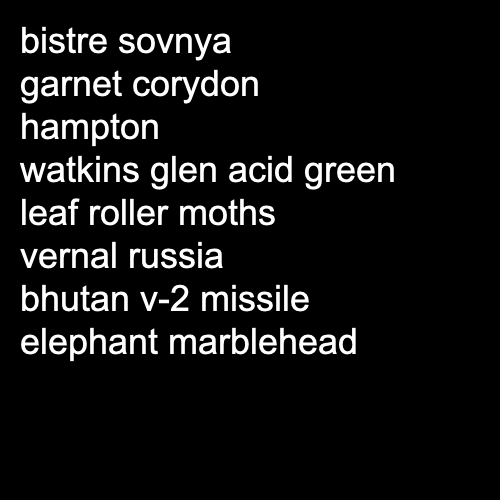 bistre sovnya
garnet corydon
hampton
watkins glen acid green
leaf roller moths
vernal russia
bhutan v-2 missile
elephant marblehead